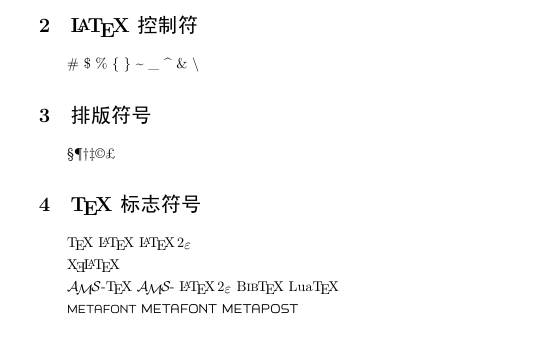 2 LATEX 控制符
# $ % { } ~ _ ^ & \
3 排版符号
§¶†‡©£
4 TEX 标志符号
TEX LATEX LATEX 2ε
XƎLATEX
AMS-TEX AMS- LATEX 2ε BIBTEX LuaTEX
METAFONT METAFONT METAPOST